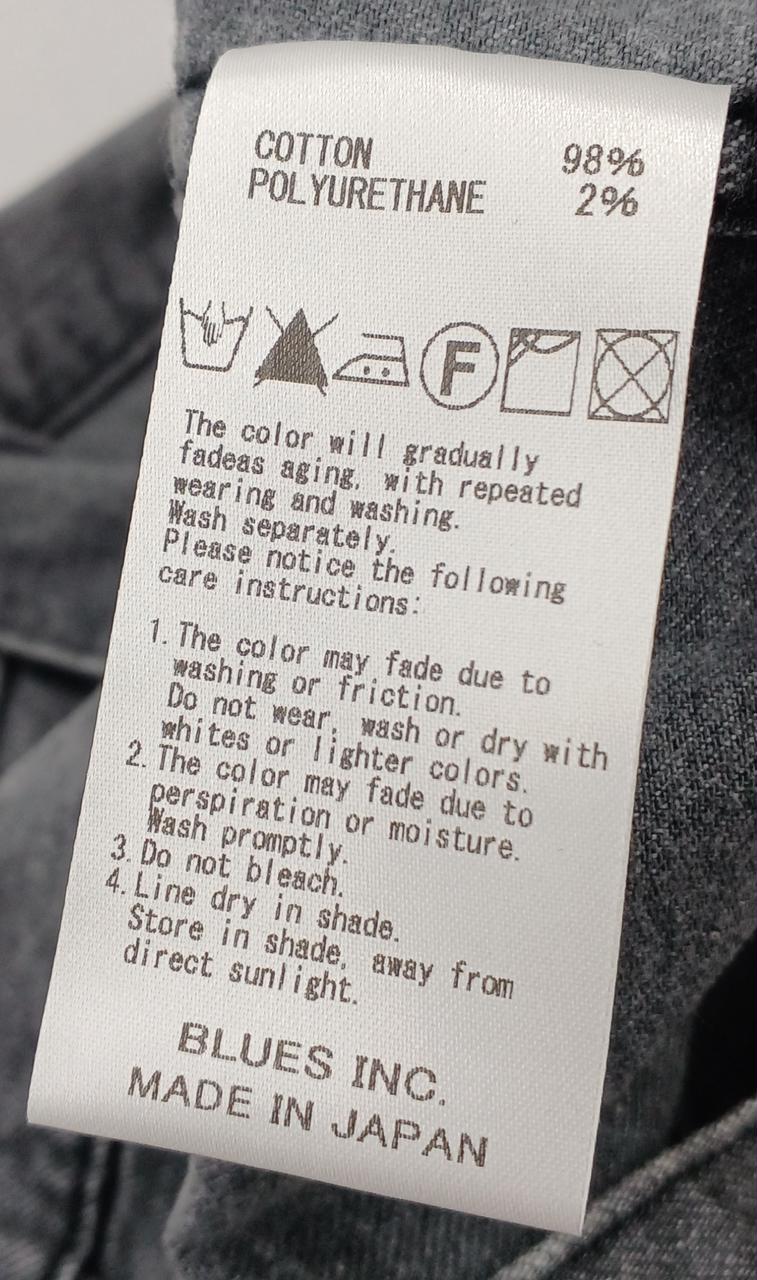 COTTON 98%
POLYURETHANE 2%
F
The color will gradually
fadeas aging, with repeated
wearing and washing.
Wash separately.
Please notice the following
care instructions:
1. The color may fade due to
washing or friction.
Do not wear, wash or dry with
whites or lighter colors.
2. The color may fade due to
perspiration or moisture.
Wash promptly.
3. Do not bleach.
4. Line dry in shade.
Store in shade, away from
direct sunlight.
BLUES INC.
MADE IN JAPAN